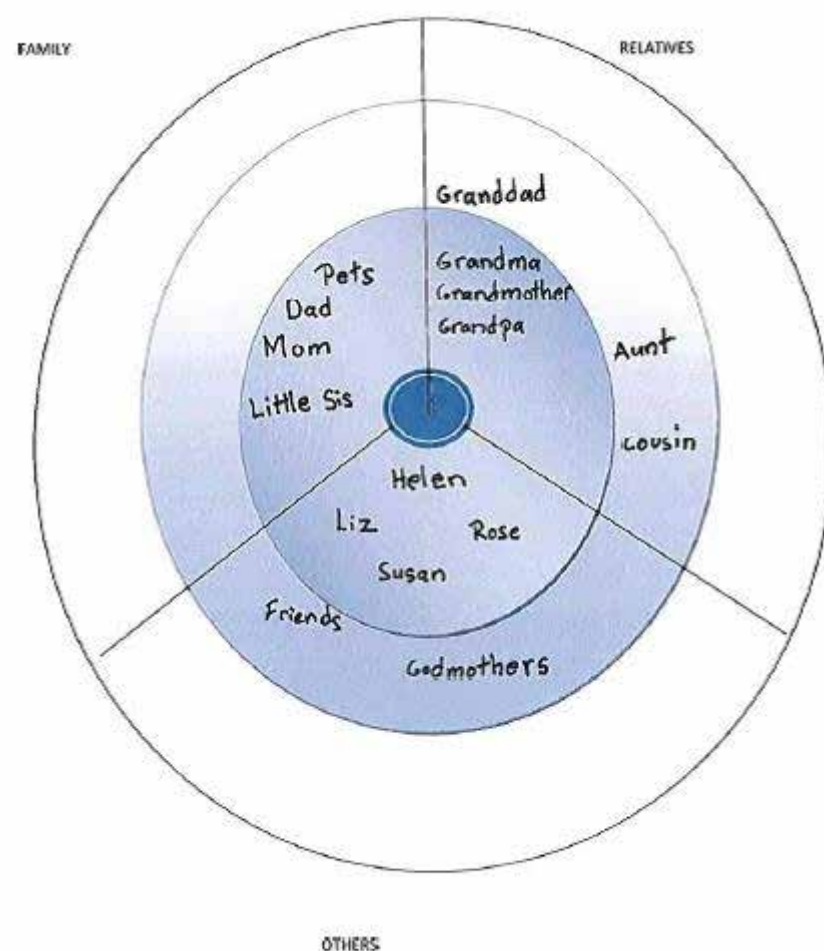 FAMILY
RELATIVES
Granddad
Pets
Dad
Mom
Little Sis
Grandma
Grandmother
Grandpa
Aunt
cousin
Helen
Liz
Rose
Susan
Friends
Godmothers
OTHERS